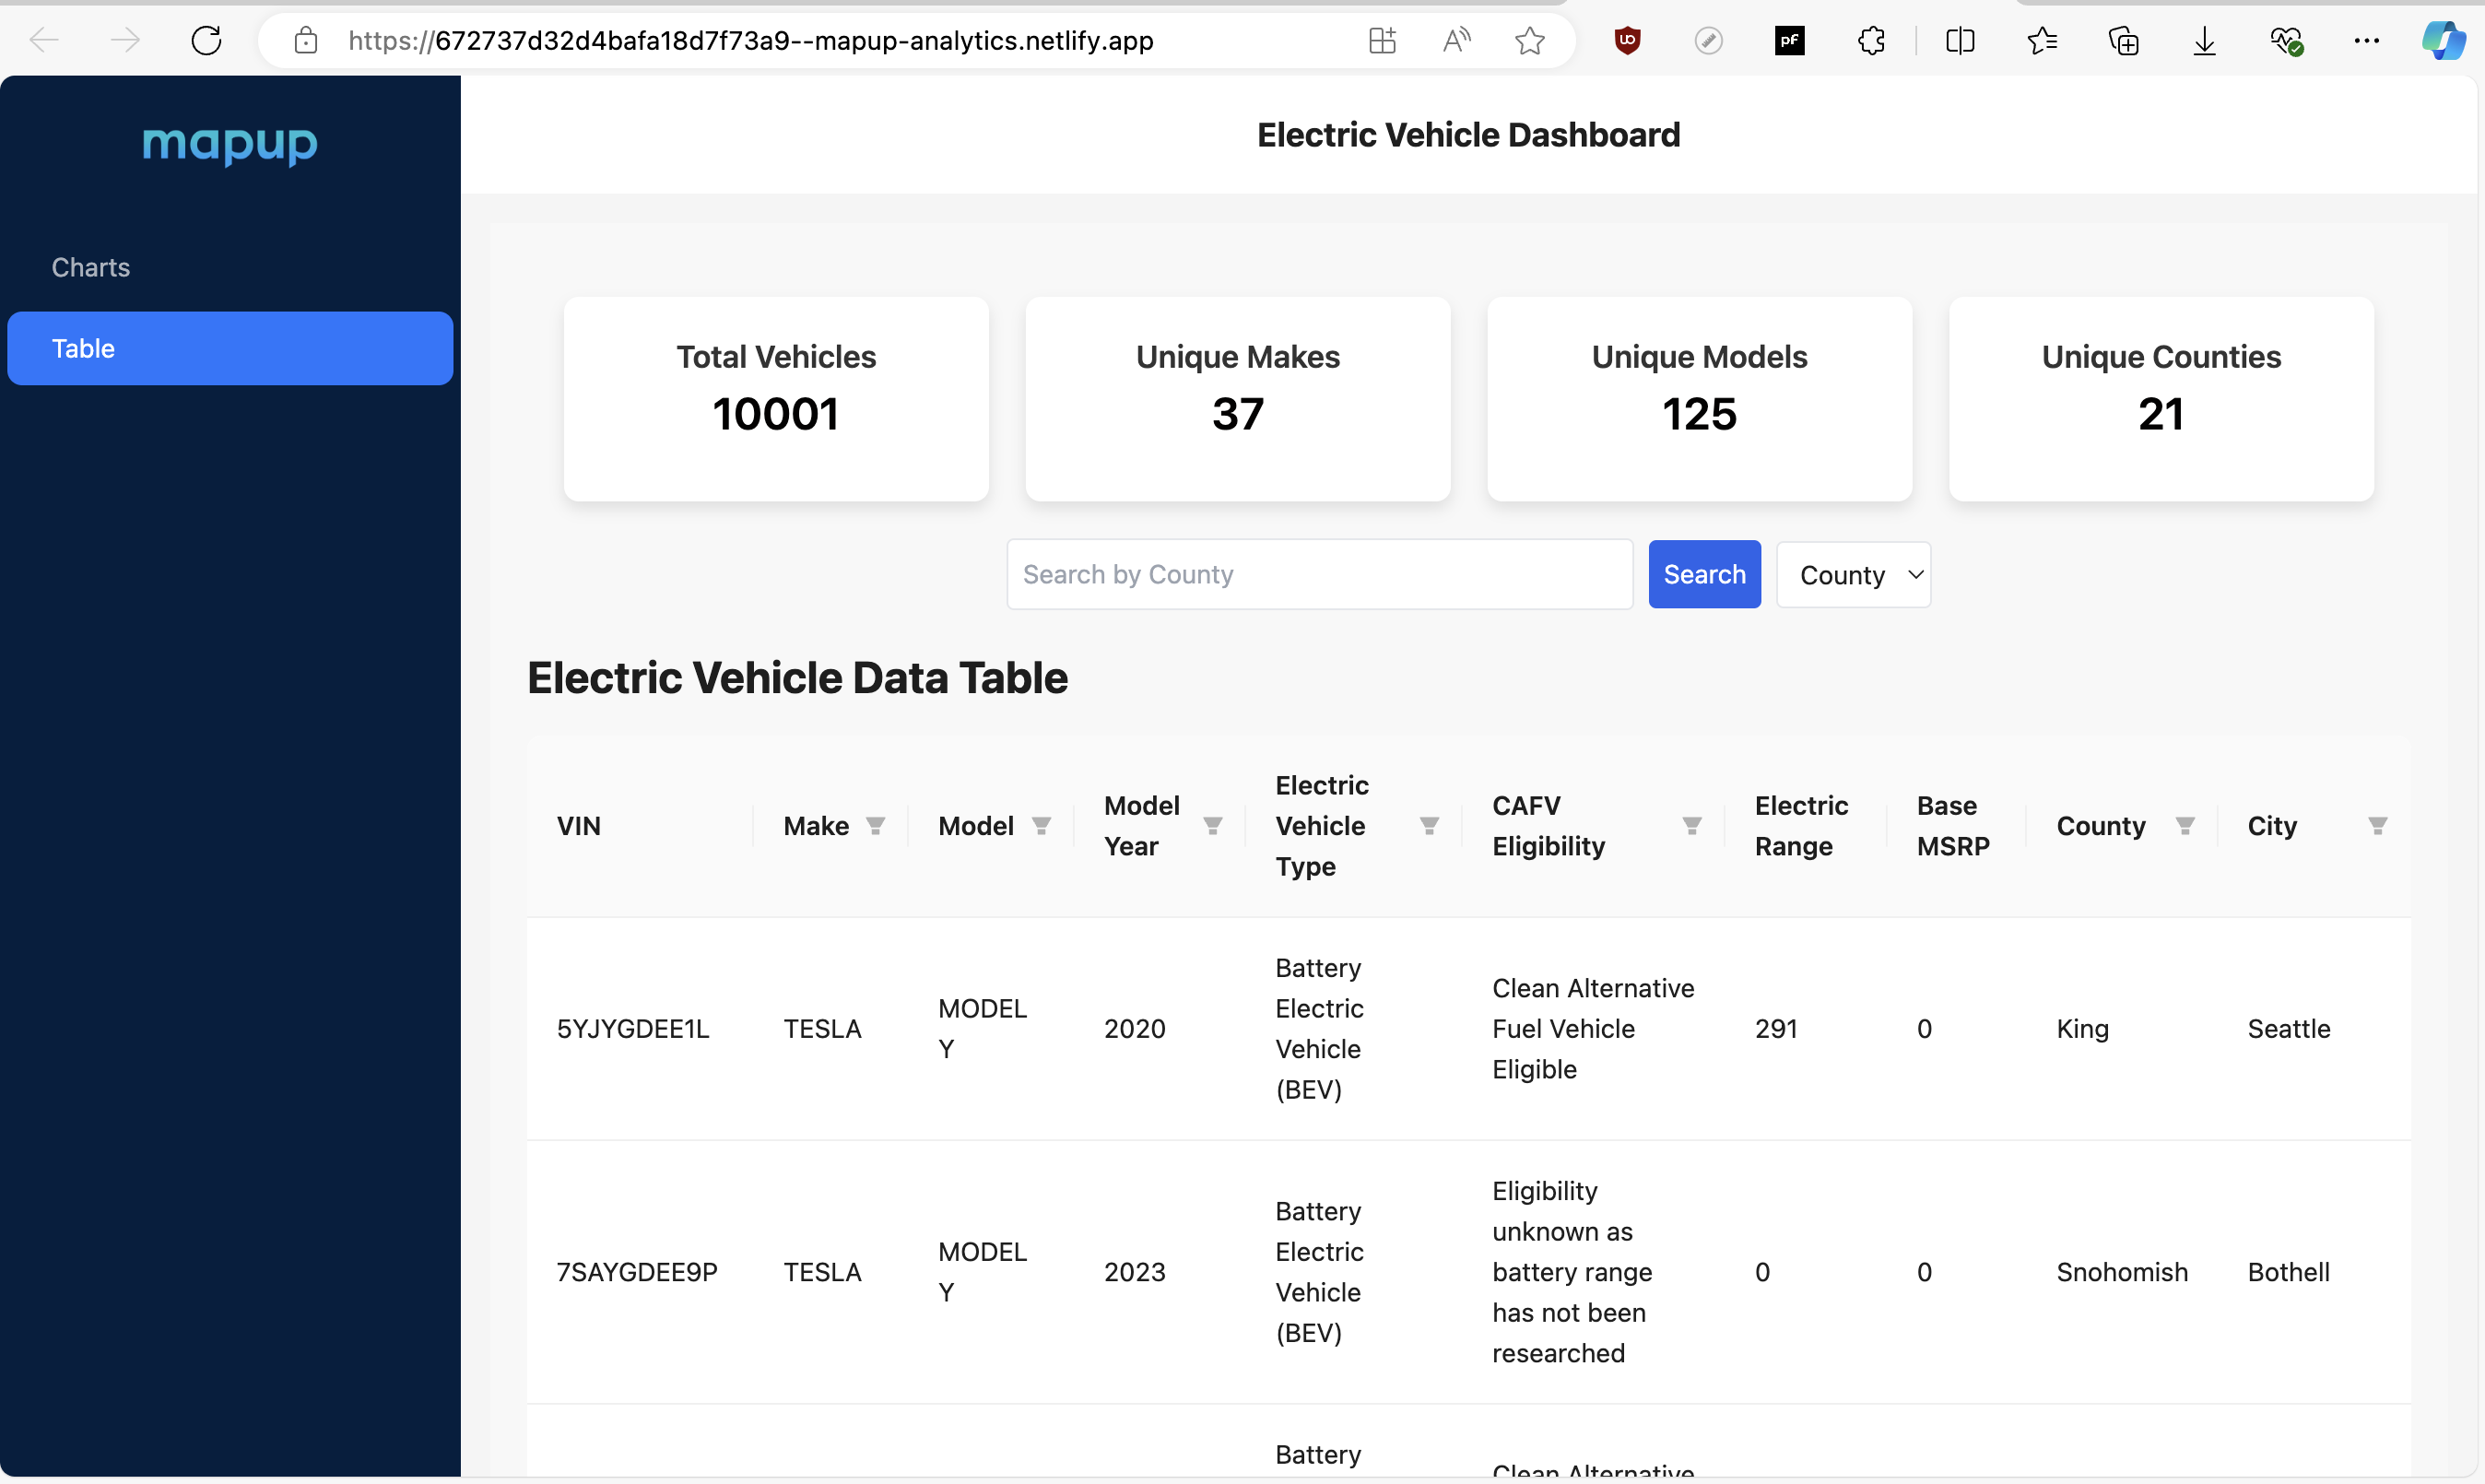 https://672737d32d4bafa18d7f73a9--mapup-analytics.netlify.app
mapup
Charts
Table
Electric Vehicle Dashboard
Total Vehicles
10001
Unique Makes
37
Unique Models
125
Unique Counties
21
Search by County
Search
County
Electric Vehicle Data Table
VIN
Make
Model
Model
Year
Electric
Vehicle
Type
CAFV
Eligibility
Electric
Range
Base
MSRP
County
City
5YJYGDEE1L
TESLA
MODEL
Y
2020
Battery
Electric
Vehicle
(BEV)
Clean Alternative
Fuel Vehicle
Eligible
291
0
King
Seattle
7SAYGDEE9P
TESLA
MODEL
Y
2023
Battery
Electric
Vehicle
(BEV)
Eligibility
unknown as
battery range
has not been
researched
0
0
Snohomish
Bothell
Battery
Clean Alternative